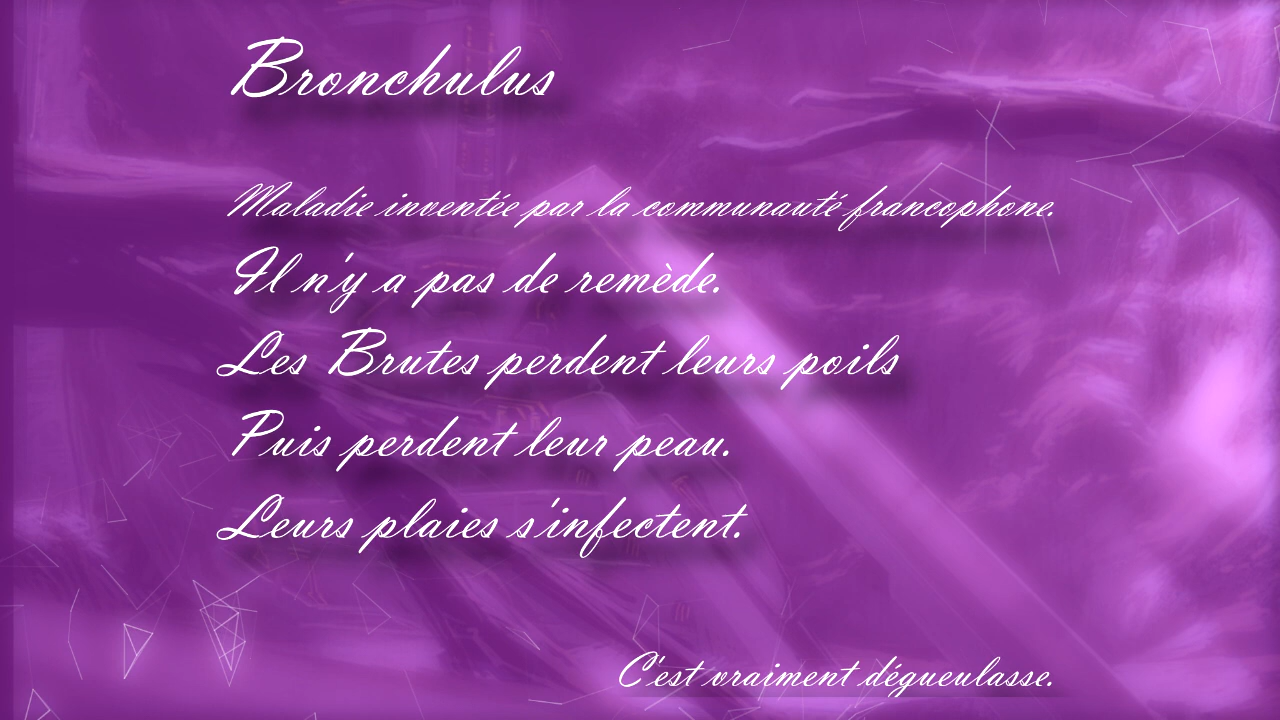 Bronchulus
Maladie inventée par la communauté francophone.
Il n'y a pas de remède.
Les Brutes perdent leurs poils
Puis perdent leur peau.
Leurs plaies s'infectent.
C'est vraiment dégueulasse.